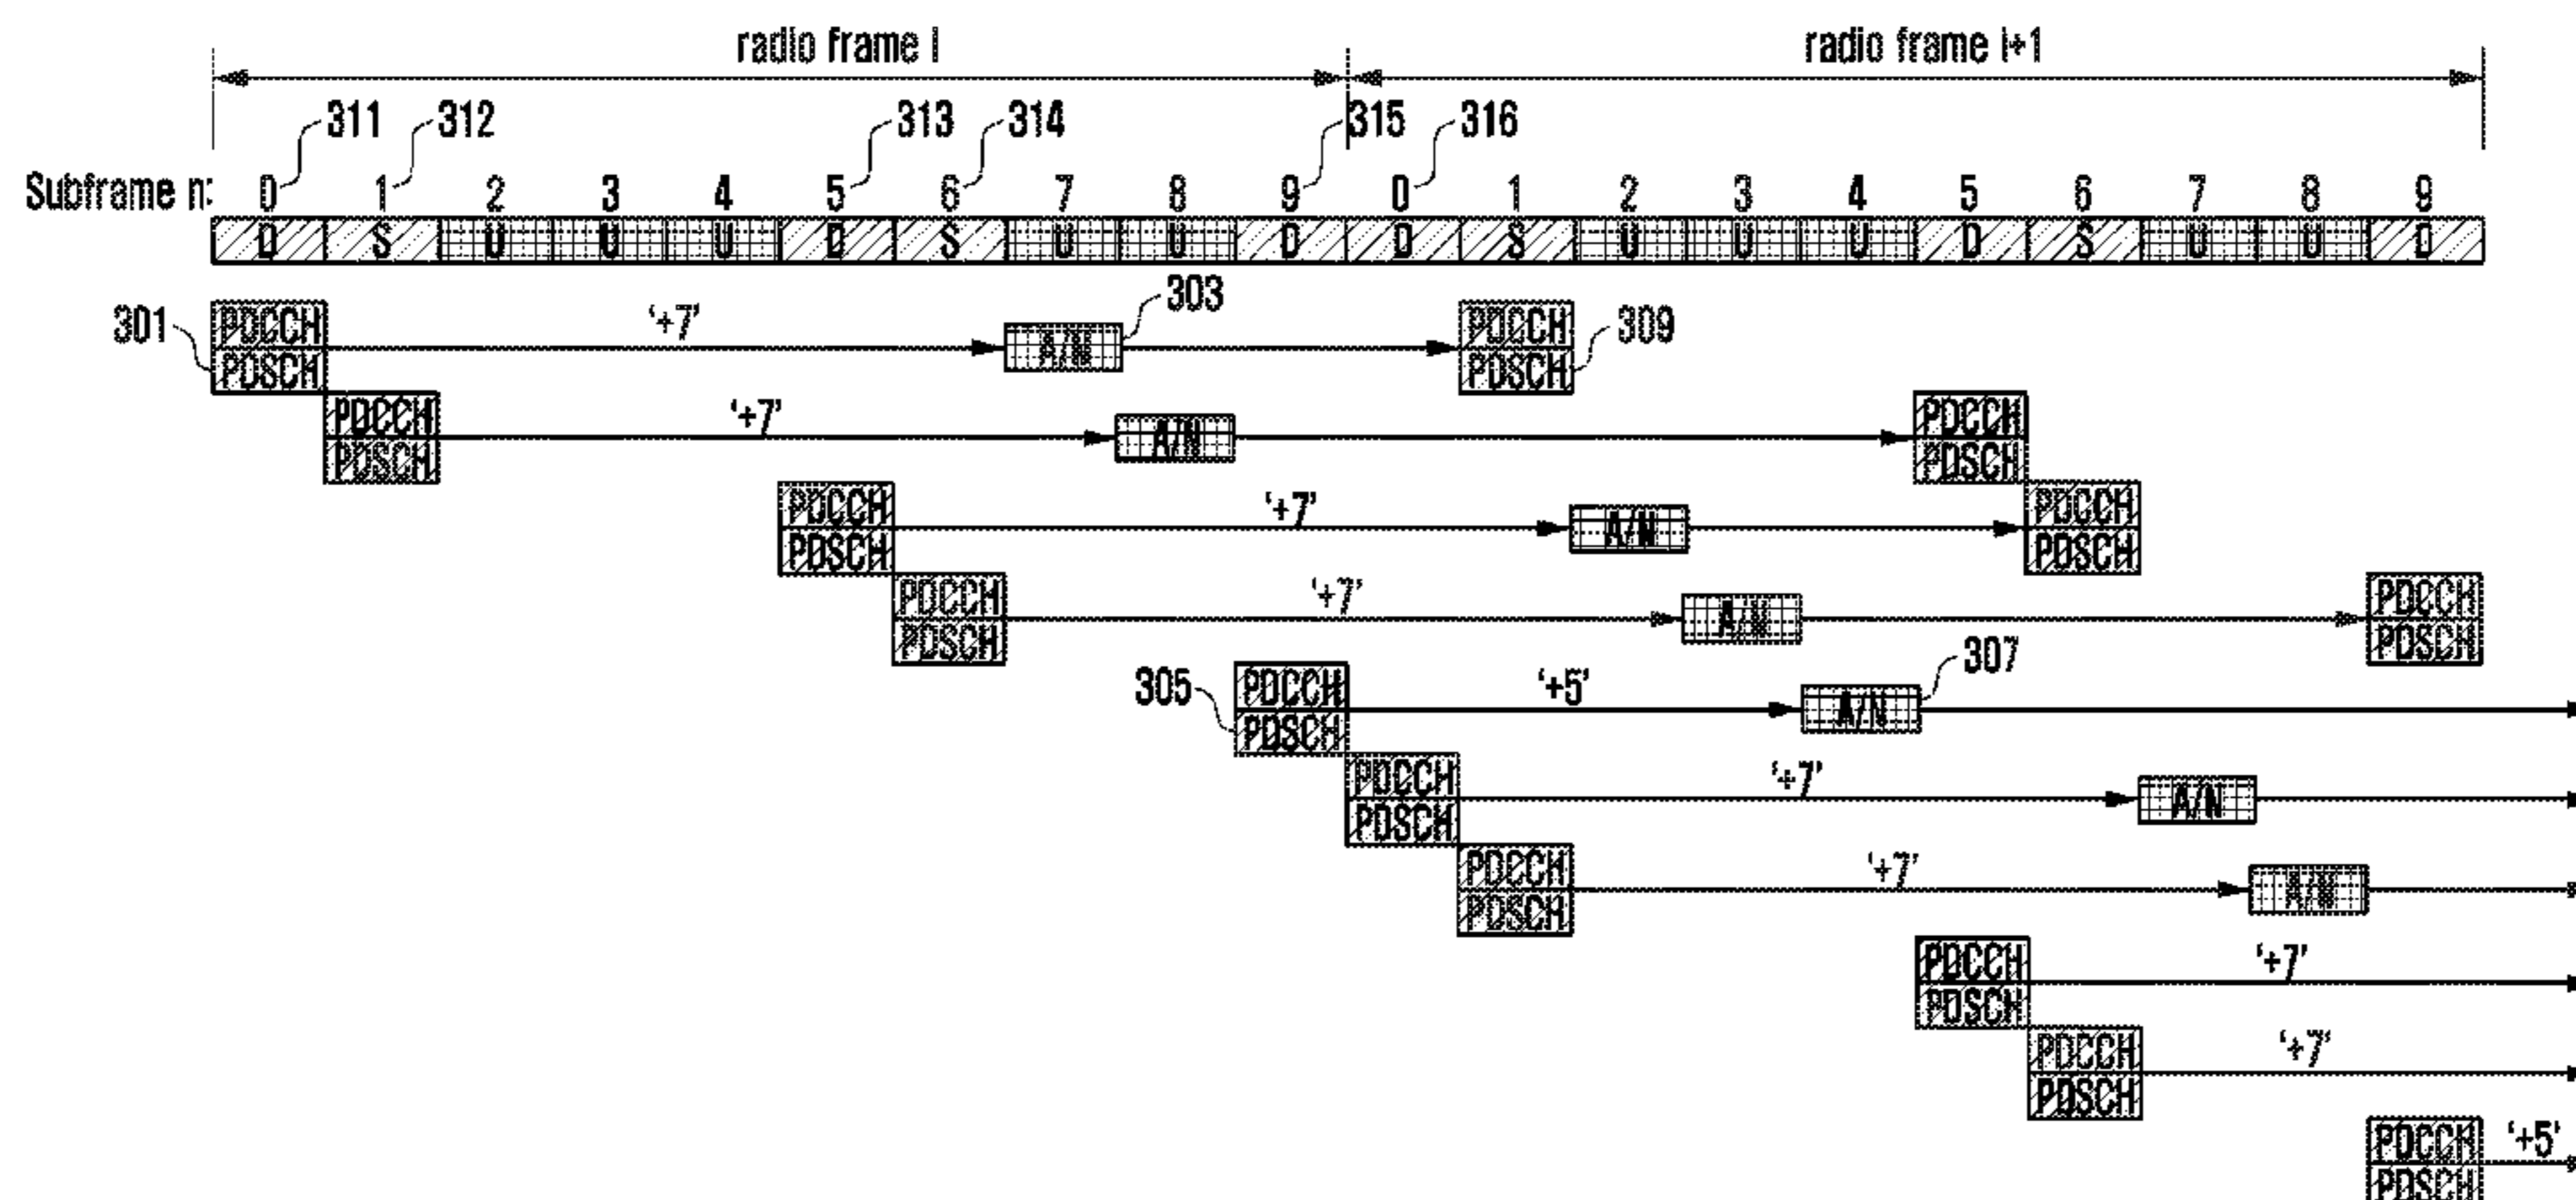 radio frame i
radio frame i+1
311 312 313 314 315 316
Subframe n: 0 1 2 3 4 5 6 7 8 9 0 1 2 3 4 5 6 7 8 9
D S U U U D S U U D D S U U U D S U U D
301 PDCCH '+7' 303 PDCCH 309
PDSCH PDSCH
PDCCH '+7' A/N PDCCH
PDSCH PDSCH
PDCCH '+7' A/N PDCCH
PDSCH PDSCH
PDCCH '+7' A/N PDCCH
PDSCH PDSCH
305 PDCCH '+5' A/N 307
PDSCH
PDCCH '+7' A/N
PDSCH
PDCCH '+7' A/N
PDSCH
PDCCH '+7'
PDSCH
PDCCH '+7'
PDSCH
PDCCH '+5'
PDSCH